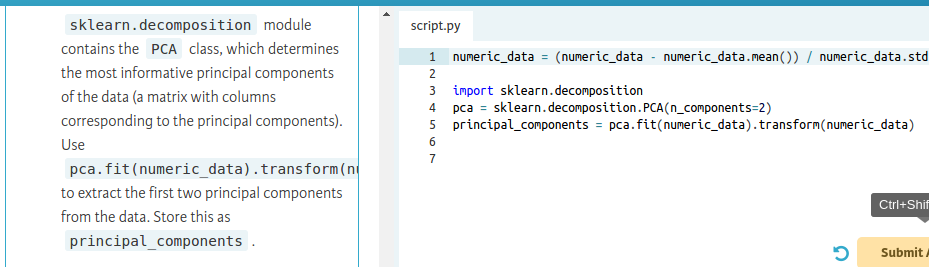 sklearn.decomposition module
contains the PCA class, which determines
the most informative principal components
of the data (a matrix with columns
corresponding to the principal components).
Use
pca.fit(numeric_data).transform(nu
to extract the first two principal components
from the data. Store this as
principal_components .
script.py
1 numeric_data = (numeric_data - numeric_data.mean()) / numeric_data.std
2
3 import sklearn.decomposition
4 pca = sklearn.decomposition.PCA(n_components=2)
5 principal_components = pca.fit(numeric_data).transform(numeric_data)
6
7
Ctrl+Shif
Submit A